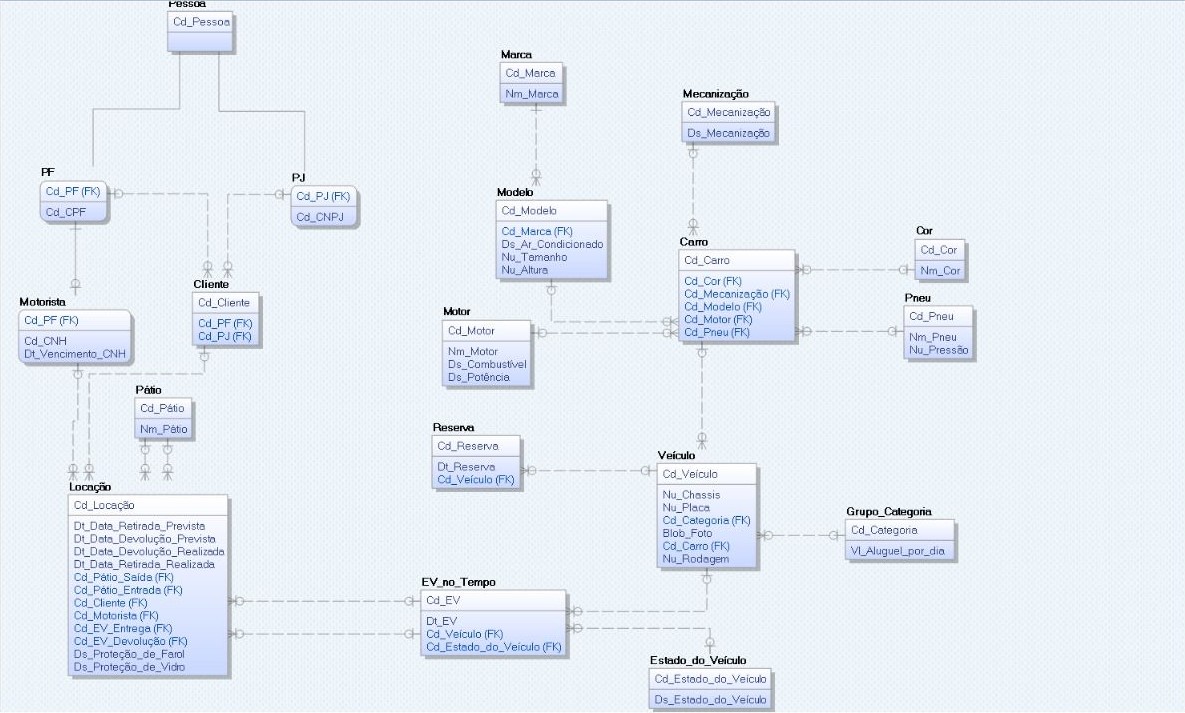 Pessoa
Cd_Pessoa
Marca
Cd_Marca
Nm_Marca
Mecanização
Cd_Mecanização
Ds_Mecanização
PF
Cd_PF (FK)
Cd_CPF
PJ
Cd_PJ (FK)
Cd_CNPJ
Modelo
Cd_Modelo
Cd_Marca (FK)
Ds_Ar_Condicionado
Nu_Tamanho
Nu_Altura
Carro
Cd_Carro
Cd_Cor (FK)
Cd_Mecanização (FK)
Cd_Modelo (FK)
Cd_Motor (FK)
Cd_Pneu (FK)
Cor
Cd_Cor
Nm_Cor
Motorista
Cd_PF (FK)
Cd_CNH
Dt_Vencimento_CNH
Cliente
Cd_Cliente
Cd_PF (FK)
Cd_PJ (FK)
Motor
Cd_Motor
Nm_Motor
Ds_Combustível
Ds_Potência
Pneu
Cd_Pneu
Nm_Pneu
Nu_Pressão
Pátio
Cd_Pátio
Nm_Pátio
Reserva
Cd_Reserva
Dt_Reserva
Cd_Veículo (FK)
Veículo
Cd_Veículo
Nu_Chassis
Nu_Placa
Cd_Categoria (FK)
Blob_Foto
Cd_Carro (FK)
Nu_Rodagem
Grupo_Categoria
Cd_Categoria
Vl_Aluguel_por_dia
Locação
Cd_Locação
Dt_Data_Retirada_Prevista
Dt_Data_Devolução_Prevista
Dt_Data_Devolução_Realizada
Dt_Data_Retirada_Realizada
Cd_Pátio_Saída (FK)
Cd_Pátio_Entrada (FK)
Cd_Cliente (FK)
Cd_Motorista (FK)
Cd_EV_Entrega (FK)
Cd_EV_Devolução (FK)
Ds_Proteção_de_Farol
Ds_Proteção_de_Vidro
EV_no_Tempo
Cd_EV
Dt_EV
Cd_Veículo (FK)
Cd_Estado_do_Veículo (FK)
Estado_do_Veículo
Cd_Estado_do_Veículo
Ds_Estado_do_Veículo